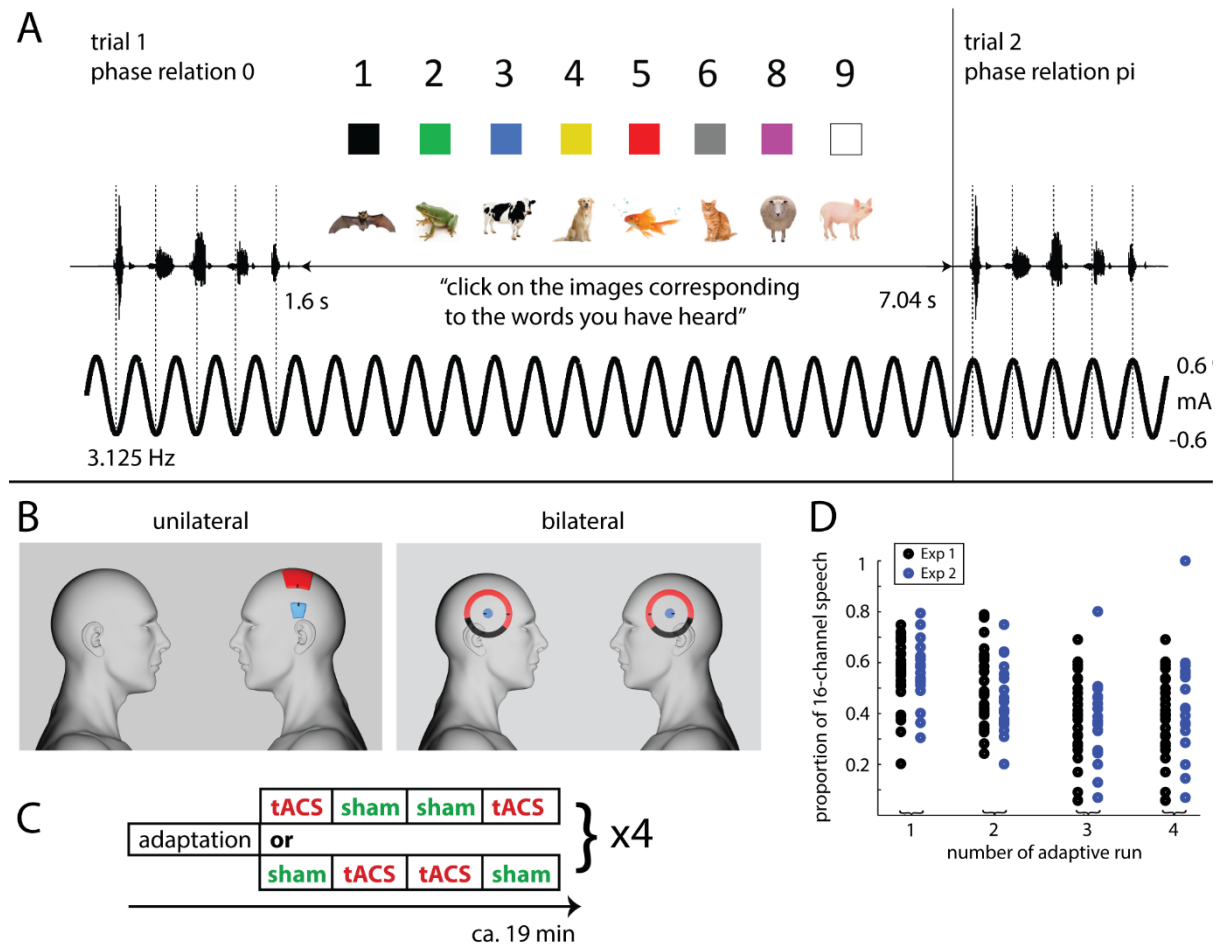 A
trial 1
phase relation 0
trial 2
phase relation pi
1 2 3 4 5 6 8 9
1.6 s
"click on the images corresponding
to the words you have heard"
7.04 s
0.6
mA
-0.6
3.125 Hz
B
unilateral
bilateral
C
tACS sham sham tACS
adaptation or
sham tACS tACS sham
} x4
ca. 19 min
D
Exp 1
Exp 2
proportion of 16-channel speech
1
0.8
0.6
0.4
0.2
1 2 3 4
number of adaptive run